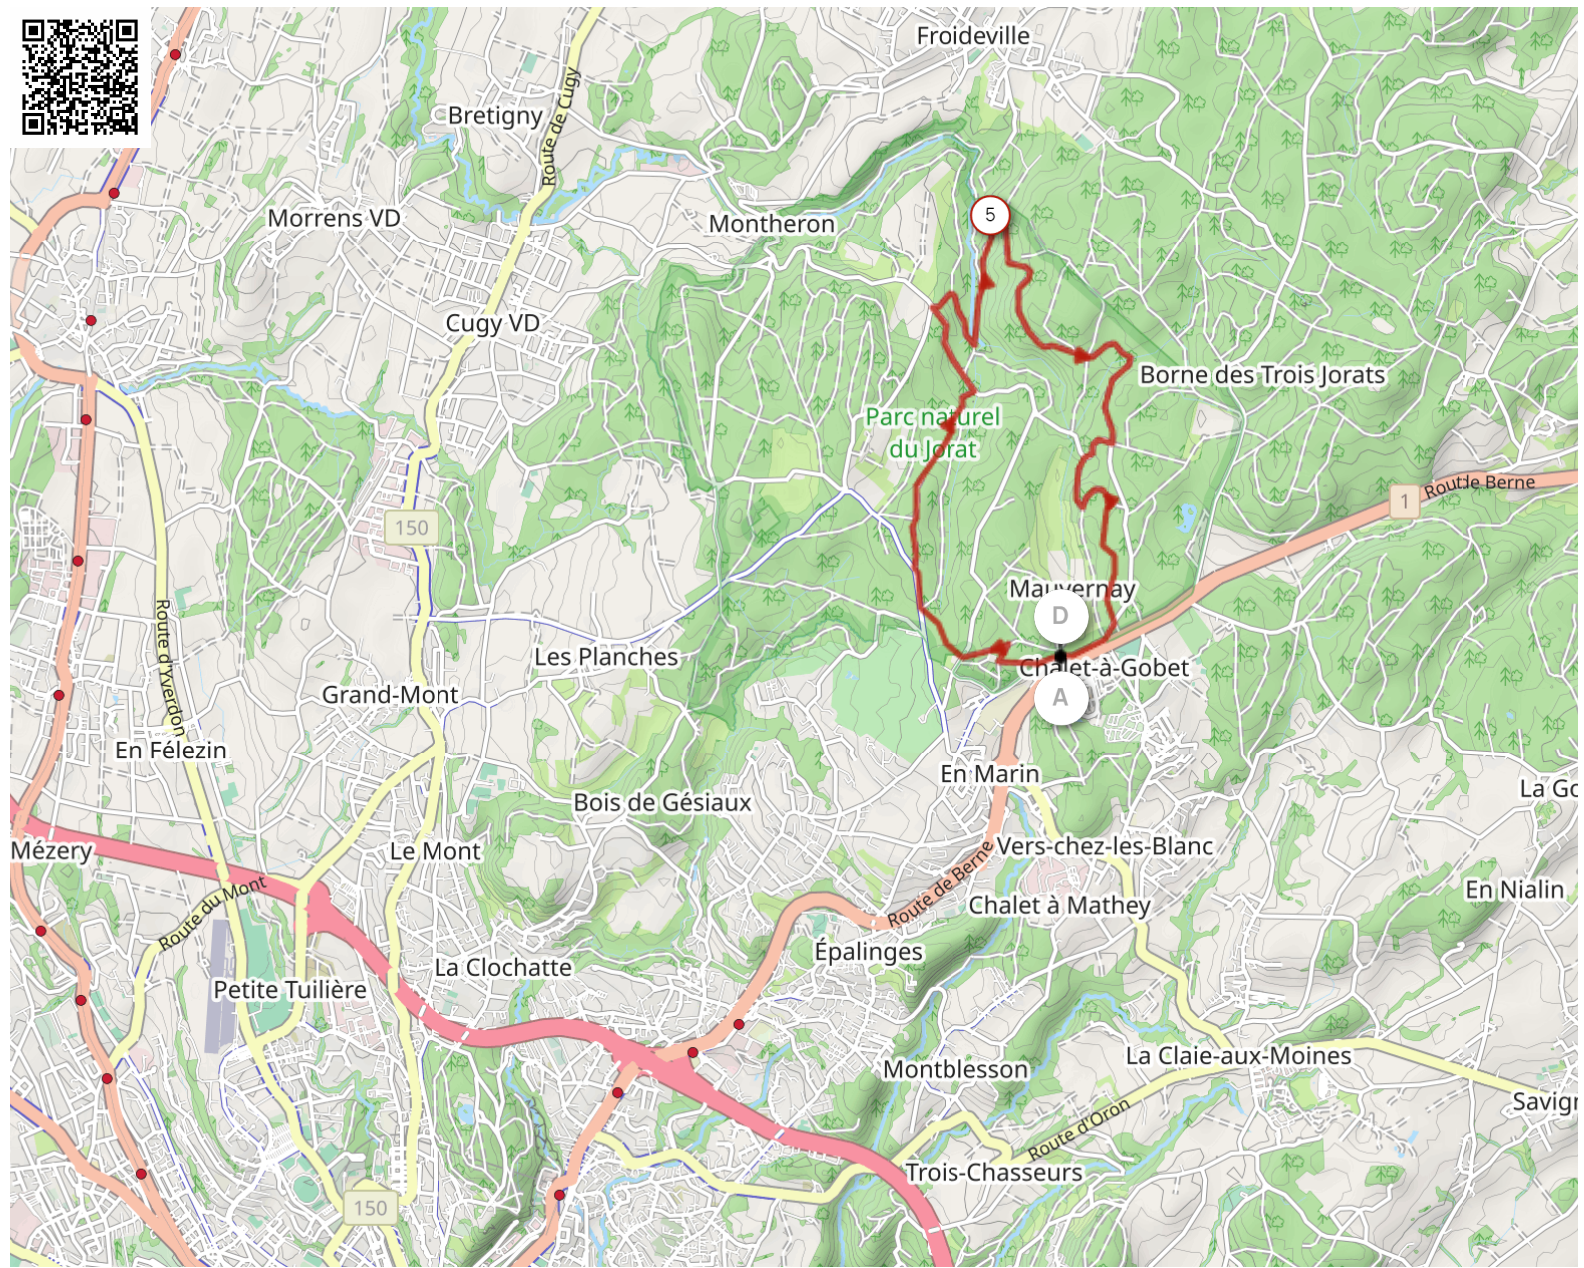 Froideville
Bretigny
Route de Cugy
5
Morrens VD
Montheron
Cugy VD
Borne des Trois Jorats
Parc naturel
du Jorat
Rout
le Berne
1
150
Mauvernay
D
Route d'Yverdon
Les Planches
Chalet-à-Gobet
Grand-Mont
A
En Félezin
En Marin
La Go
Bois de Gésiaux
Mézery
Le Mont
Vers-chez-les-Blanc
Route du Mont
Route de Berne
En Nialin
Chalet à Mathey
Épalinges
La Clochatte
Petite Tuilière
La Claie-aux-Moines
Montblesson
Savign
Route d'Oron
Trois-Chasseurs
150